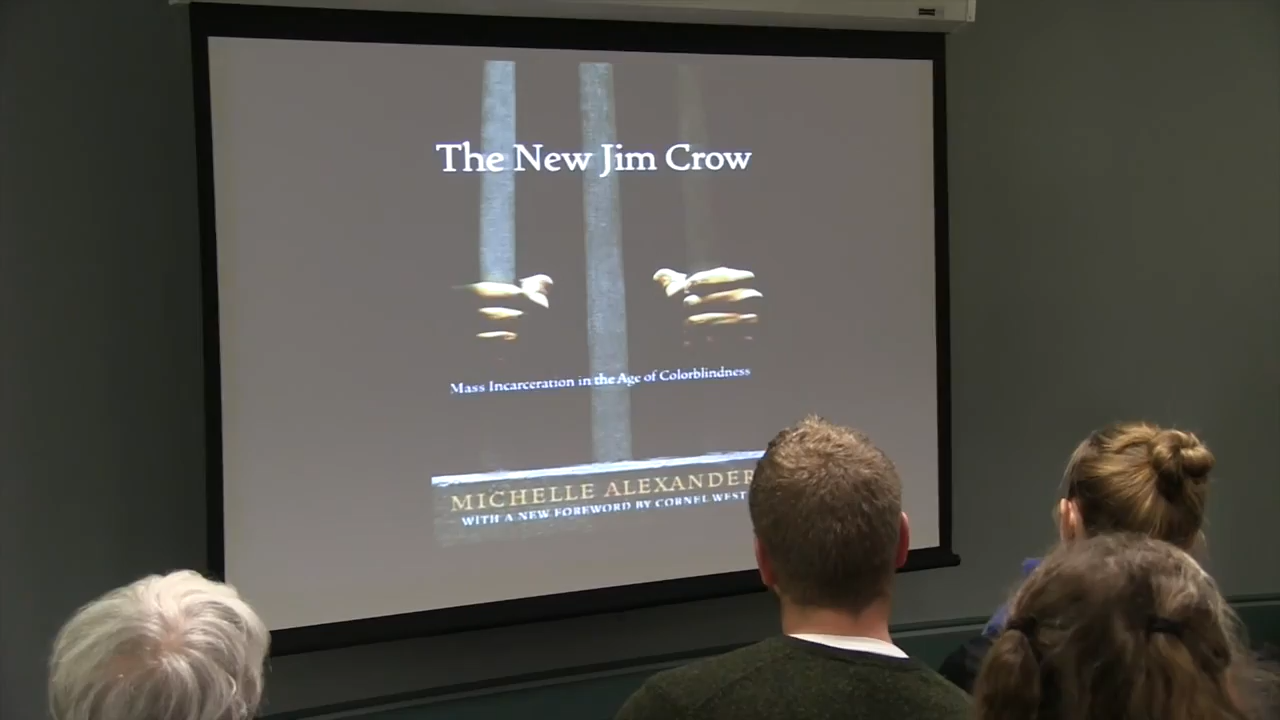 The New Jim Crow
Mass Incarceration in the Age of Colorblindness
MICHELLE ALEXANDER
WITH A NEW FOREWORD BY CORNEL WEST